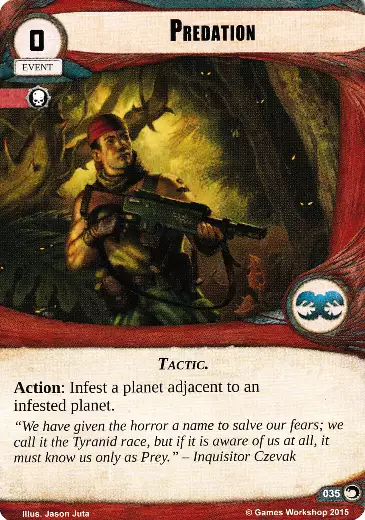 0
PREDATION
EVENT
TACTIC.
Action: Infest a planet adjacent to an
infested planet.
“We have given the horror a name to salve our fears; we
call it the Tyranid race, but if it is aware of us at all, it
must know us only as Prey.” – Inquisitor Czevak
035
Illus. Jason Juta
© Games Workshop 2015